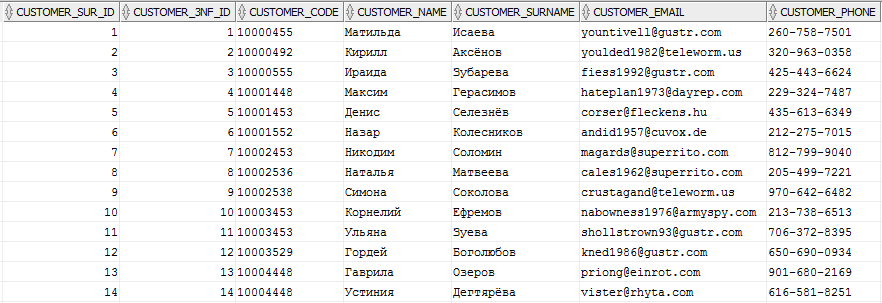 CUSTOMER_SUR_ID CUSTOMER_3NF_ID CUSTOMER_CODE CUSTOMER_NAME CUSTOMER_SURNAME CUSTOMER_EMAIL CUSTOMER_PHONE
1 1 10000455 Матильда Исаева yountivell@gustr.com 260-758-7501
2 2 10000492 Кирилл Аксёнов youlded1982@teleworm.us 320-963-0358
3 3 10000555 Ираида Зубарева fiess1992@gustr.com 425-443-6624
4 4 10001448 Максим Герасимов hateplan1973@dayrep.com 229-324-7487
5 5 10001453 Денис Селезнёв corser@fleckens.hu 435-613-6349
6 6 10001552 Назар Колесников andid1957@cuvox.de 212-275-7015
7 7 10002453 Никодим Соломин magards@superrito.com 812-799-9040
8 8 10002536 Наталья Матвеева cales1962@superrito.com 205-499-7221
9 9 10002538 Симона Соколова crustagand@teleworm.us 970-642-6482
10 10 10003453 Корнелий Ефремов nabowness1976@armyspy.com 213-738-6513
11 11 10003453 Ульяна Зуева shollstrown93@gustr.com 706-372-8395
12 12 10003529 Гордей Боголюбов kned1986@gustr.com 650-690-0934
13 13 10004448 Гаврила Озеров priong@einrot.com 901-680-2169
14 14 10004448 Устиния Дегтярёва vister@rhyta.com 616-581-8251